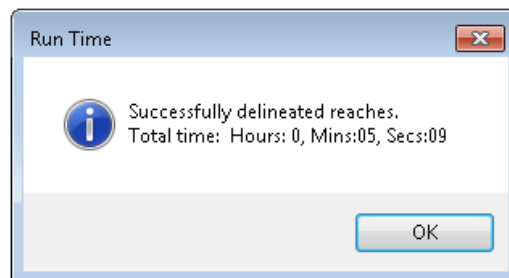 Run Time
Successfully delineated reaches.
Total time:  Hours: 0, Mins:05, Secs:09
OK